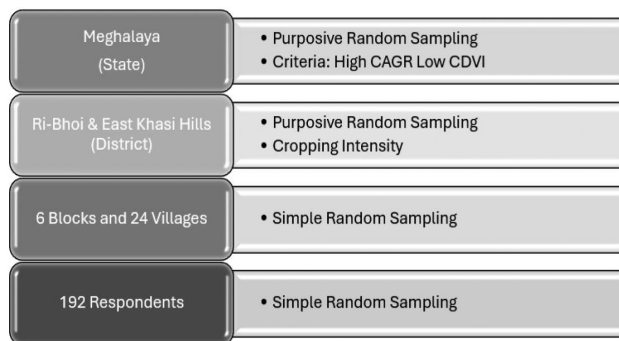 Meghalaya
(State)
• Purposive Random Sampling
• Criteria: High CAGR Low CDVI
Ri-Bhoi & East Khasi Hills
(District)
• Purposive Random Sampling
• Cropping Intensity
6 Blocks and 24 Villages
• Simple Random Sampling
192 Respondents
• Simple Random Sampling